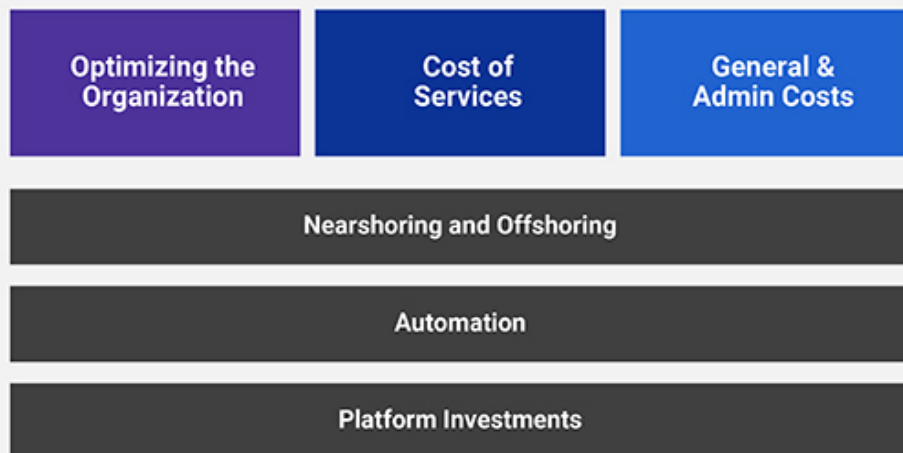 Optimizing the
Organization
Cost of
Services
General &
Admin Costs
Nearshoring and Offshoring
Automation
Platform Investments